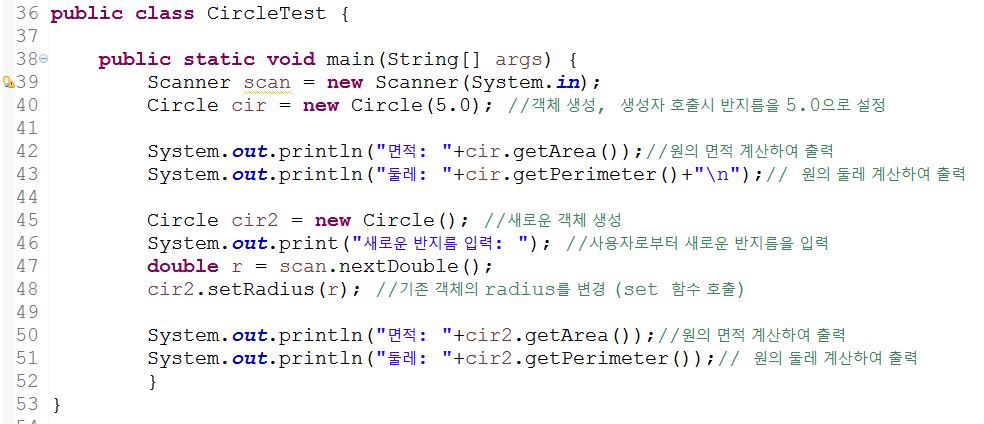 36 public class CircleTest {
37
38 public static void main(String[] args) {
39 Scanner scan = new Scanner(System.in);
40 Circle cir = new Circle(5.0); //객체 생성, 생성자 호출시 반지름을 5.0으로 설정
41
42 System.out.println("면적: "+cir.getArea());//원의 면적 계산하여 출력
43 System.out.println("둘레: "+cir.getPerimeter()+"\n");// 원의 둘레 계산하여 출력
44
45 Circle cir2 = new Circle(); //새로운 객체 생성
46 System.out.print("새로운 반지름 입력: "); //사용자로부터 새로운 반지름을 입력
47 double r = scan.nextDouble();
48 cir2.setRadius(r); //기존 객체의 radius를 변경 (set 함수 호출)
49
50 System.out.println("면적: "+cir2.getArea());//원의 면적 계산하여 출력
51 System.out.println("둘레: "+cir2.getPerimeter());// 원의 둘레 계산하여 출력
52 }
53 }